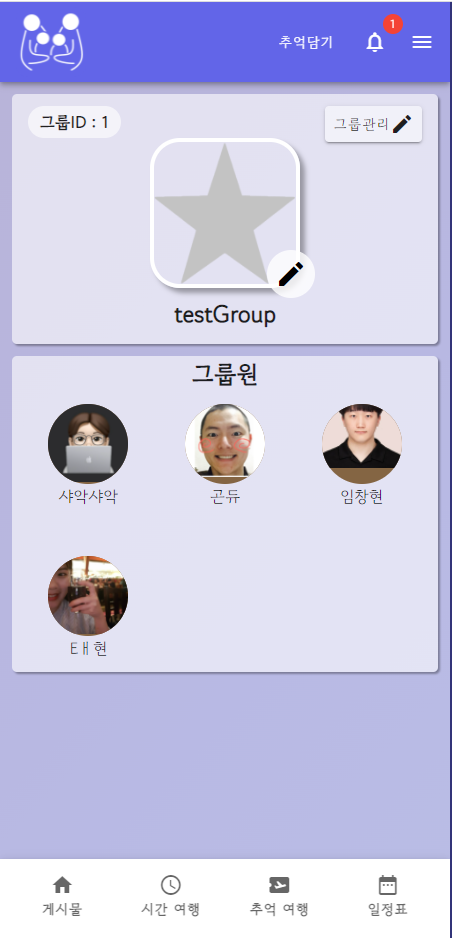 추억담기
1
그룹ID : 1
그룹관리
testGroup
그룹원
샤악샤악
곤듀
임창현
Eㅐ현
게시물
시간 여행
추억 여행
일정표